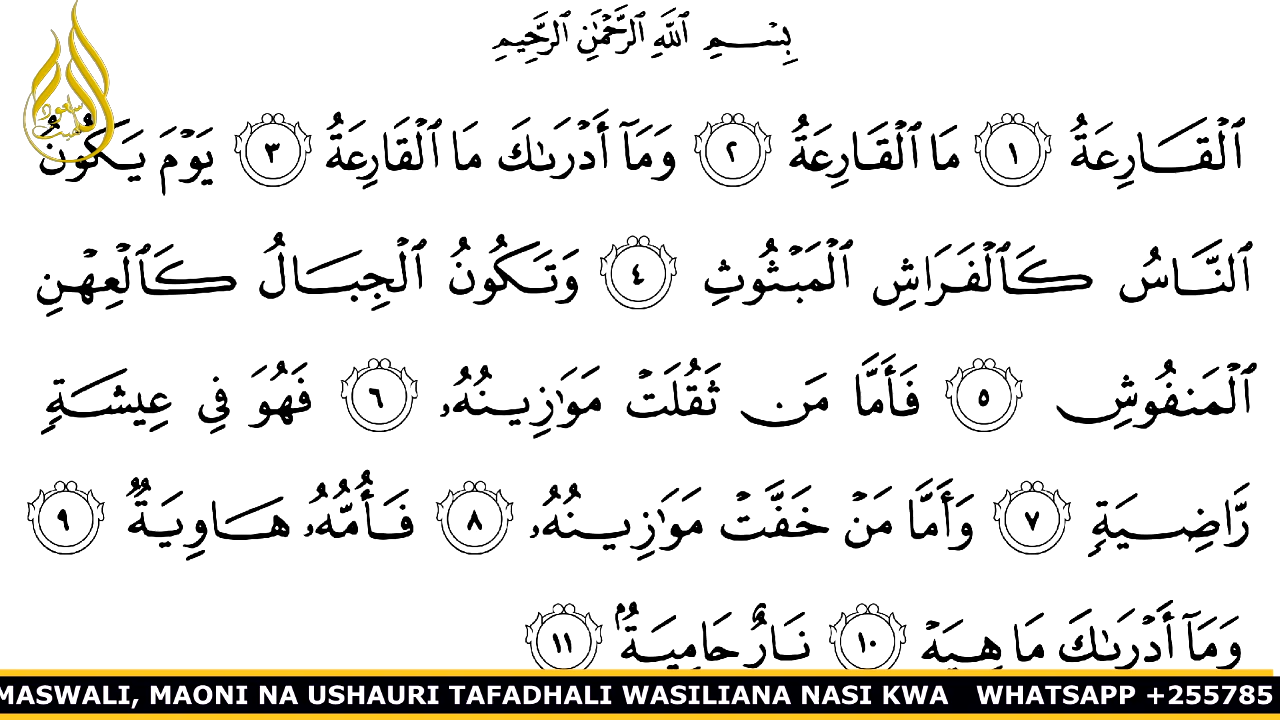 بِسْمِ ٱللَّهِ ٱلرَّحْمَٰنِ ٱلرَّحِيمِ
ٱلْقَارِعَةُ ١ مَا ٱلْقَارِعَةُ ٢ وَمَآ أَدْرَىٰكَ مَا ٱلْقَارِعَةُ ٣ يَوْمَ يَكُونُ
ٱلنَّاسُ كَٱلْفَرَاشِ ٱلْمَبْثُوثِ ٤ وَتَكُونُ ٱلْجِبَالُ كَٱلْعِهْنِ
ٱلْمَنفُوشِ ٥ فَأَمَّا مَن ثَقُلَتْ مَوَٰزِينُهُۥ ٦ فَهُوَ فِي عِيشَةٍ
رَّاضِيَةٍ ٧ وَأَمَّا مَنْ خَفَّتْ مَوَٰزِينُهُۥ ٨ فَأُمُّهُۥ هَاوِيَةٌ ٩
وَمَآ أَدْرَىٰكَ مَا هِيَهْ ١٠ نَارٌ حَامِيَةٌۢ ١١
MASWALI, MAONI NA USHAURI TAFADHALI WASILIANA NASI KWA WHATSAPP +255785